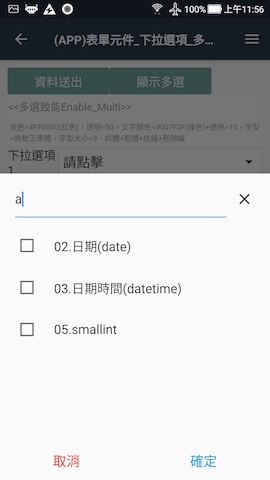 100% 上午 11:56
(APP)表單元件_下拉選項_多...
資料送出 顯示多選
<<多選致能Enable_Multi>>
底色=#FF0000(紅色)，透明=50，文字顏色=#007F3F(綠色)+透明=10，字型
=微軟正黑體，字型大小=9，斜體+粗體+底線+刪除線
下拉選項 請點擊
1
a
02.日期(date)
03.日期時間(datetime)
05.smallint
取消 確定